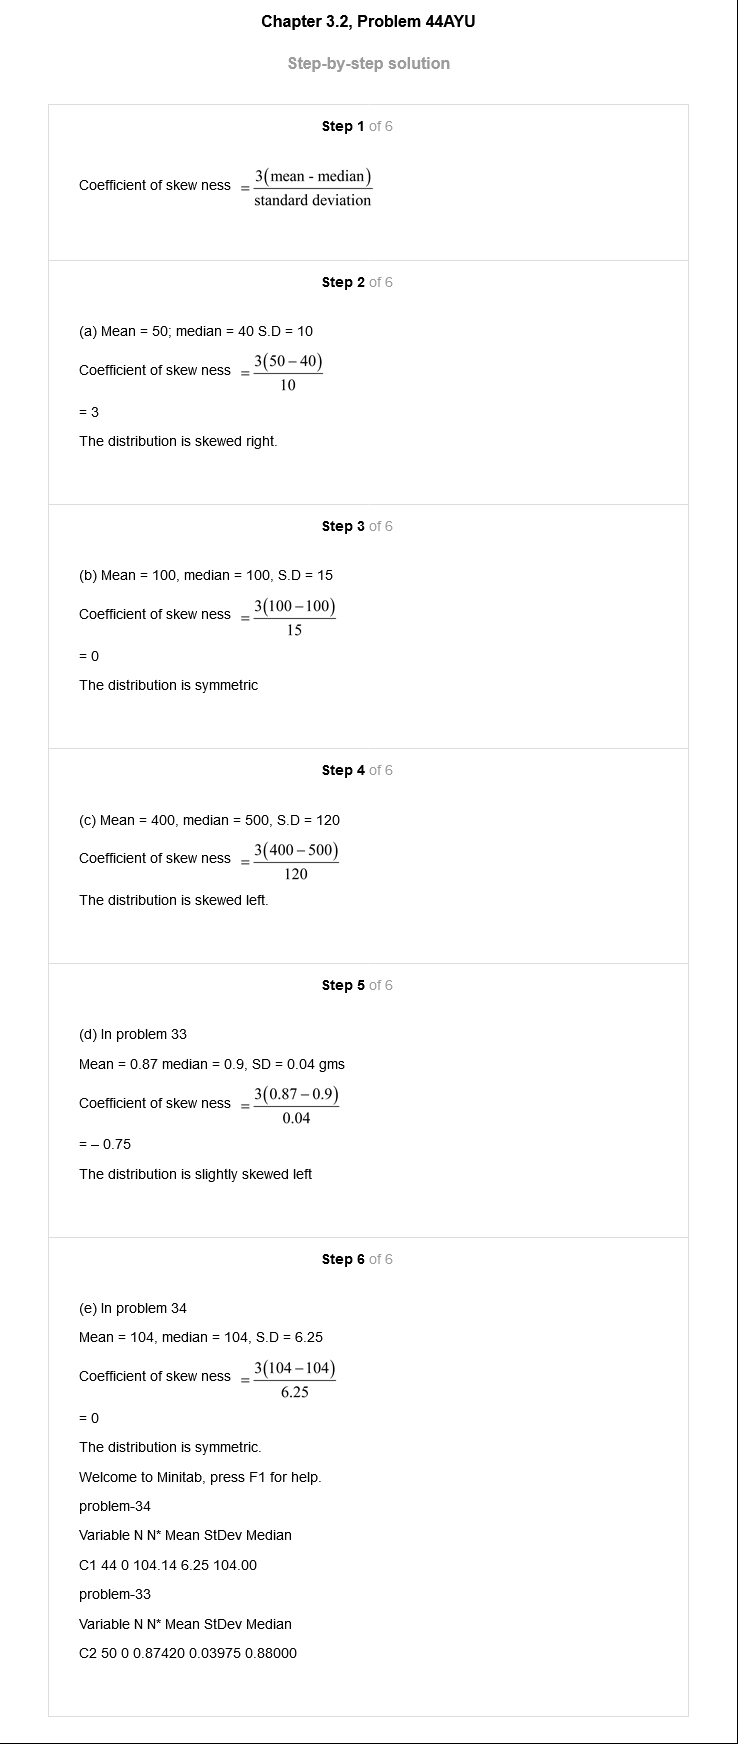 Chapter 3.2, Problem 44AYU
Step-by-step solution
Step 1 of 6
Coefficient of skew ness = 3(mean - median) / standard deviation
Step 2 of 6
(a) Mean = 50; median = 40 S.D = 10
Coefficient of skew ness = 3(50 – 40) / 10
= 3
The distribution is skewed right.
Step 3 of 6
(b) Mean = 100, median = 100, S.D = 15
Coefficient of skew ness = 3(100 – 100) / 15
= 0
The distribution is symmetric
Step 4 of 6
(c) Mean = 400, median = 500, S.D = 120
Coefficient of skew ness = 3(400 – 500) / 120
The distribution is skewed left.
Step 5 of 6
(d) In problem 33
Mean = 0.87 median = 0.9, SD = 0.04 gms
Coefficient of skew ness = 3(0.87 – 0.9) / 0.04
= – 0.75
The distribution is slightly skewed left
Step 6 of 6
(e) In problem 34
Mean = 104, median = 104, S.D = 6.25
Coefficient of skew ness = 3(104 – 104) / 6.25
= 0
The distribution is symmetric.
Welcome to Minitab, press F1 for help.
problem-34
Variable N N* Mean StDev Median
C1 44 0 104.14 6.25 104.00
problem-33
Variable N N* Mean StDev Median
C2 50 0 0.87420 0.03975 0.88000